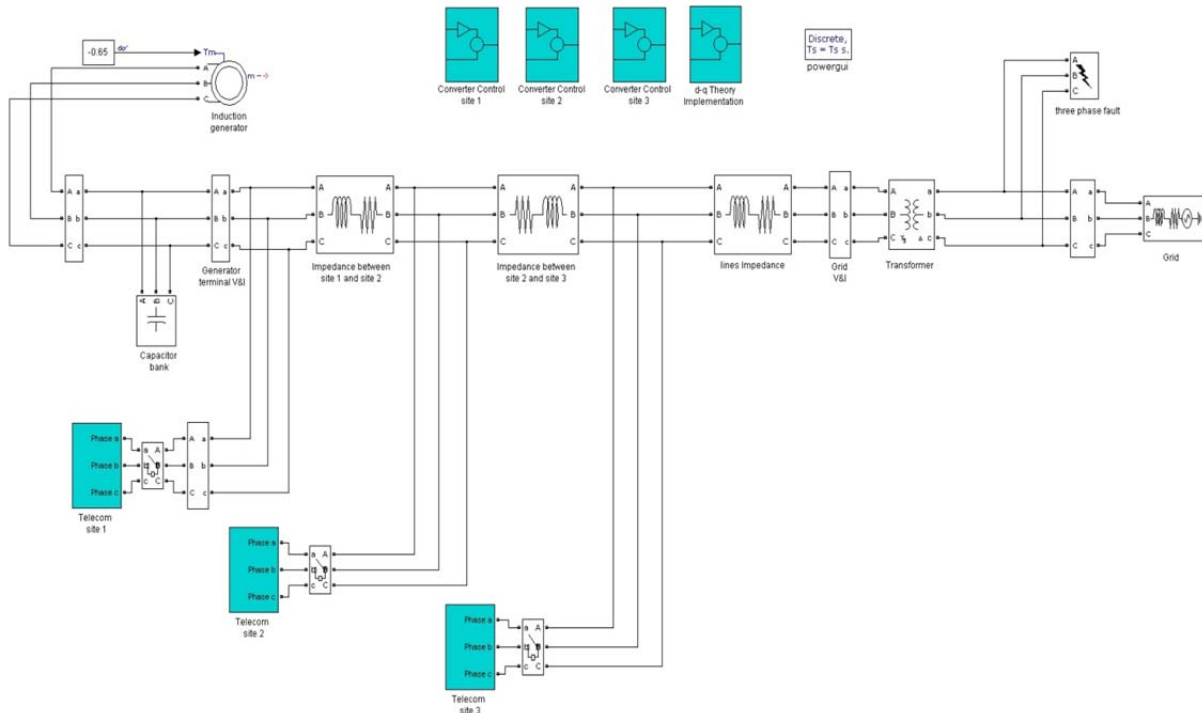 -0.65
Tm
A
B
C
m
Induction
generator
Converter Control
site 1
Converter Control
site 2
Converter Control
site 3
d-q Theory
Implementation
Discrete,
Ts = Ts s.
powergui
A
B
C
three phase fault
A a
B b
C c
A a
B b
C c
Generator
terminal V&I
A A
B B
C C
Impedance between
site 1 and site 2
A A
B B
C C
Impedance between
site 2 and site 3
A A
B B
C C
lines Impedance
A a
B b
C c
Grid
V&I
A a
B b
C c
Transformer
A a
B b
C c
A
B
C
Grid
A B C
Capacitor
bank
Phase a
Phase b
Phase c
Telecom
site 1
a A
b B
c C
A a
B b
C c
Phase a
Phase b
Phase c
Telecom
site 2
a A
b B
c C
Phase a
Phase b
Phase c
Telecom
site 3
a A
b B
c C